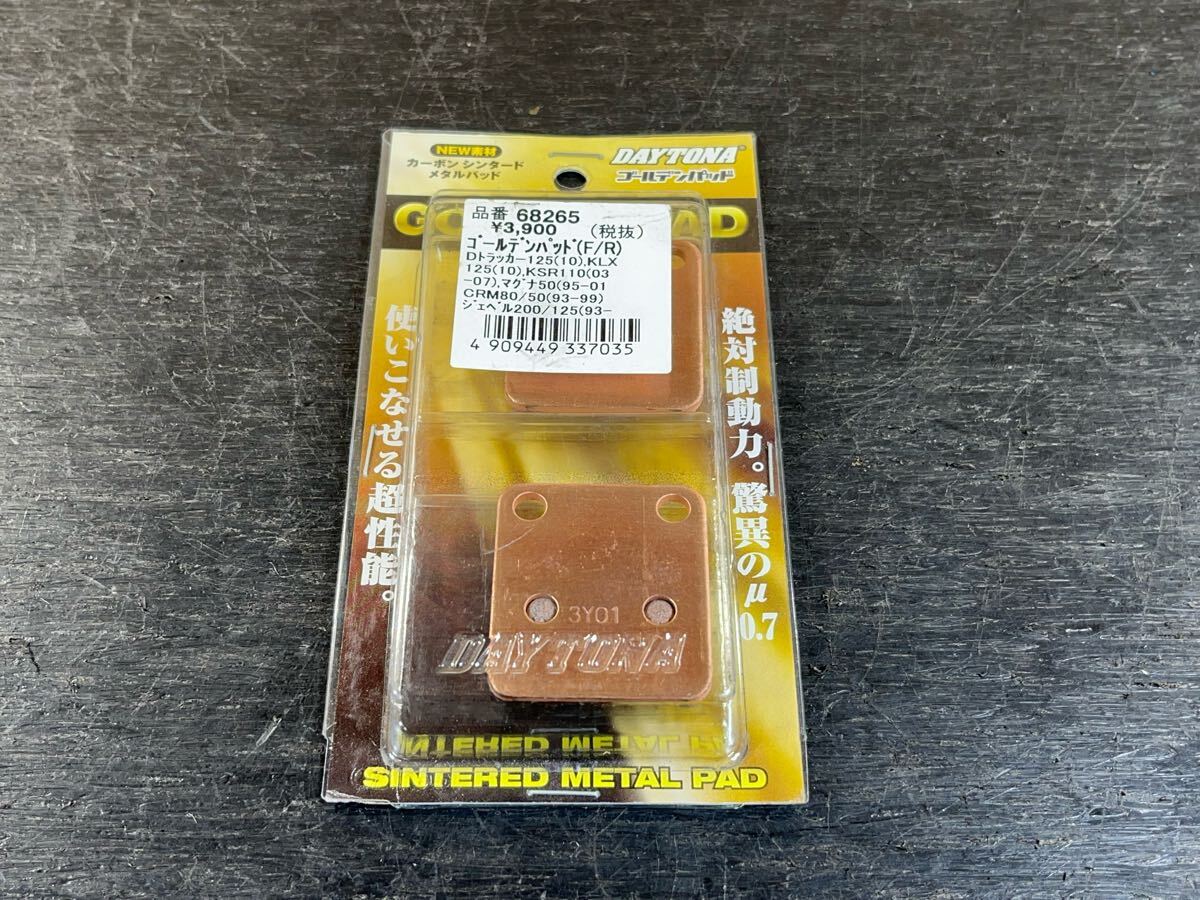 NEW素材
カーボン シンタード
メタルパッド
DAYTONA
ゴールデンパッド
GO
AD
品番 68265
¥3,900 (税抜)
ゴールデンパッド(F/R)
Dトラッカー125(10),KLX
125(10),KSR110(03
-07),マグナ50(95-01
CRM80/50(93-99)
ジェベル200/125(93-
4 909449 337035
使いこなせる超性能。
絶対制動力。驚異のμ0.7
3Y01
DAYTONA
SINTERED METAL PAD